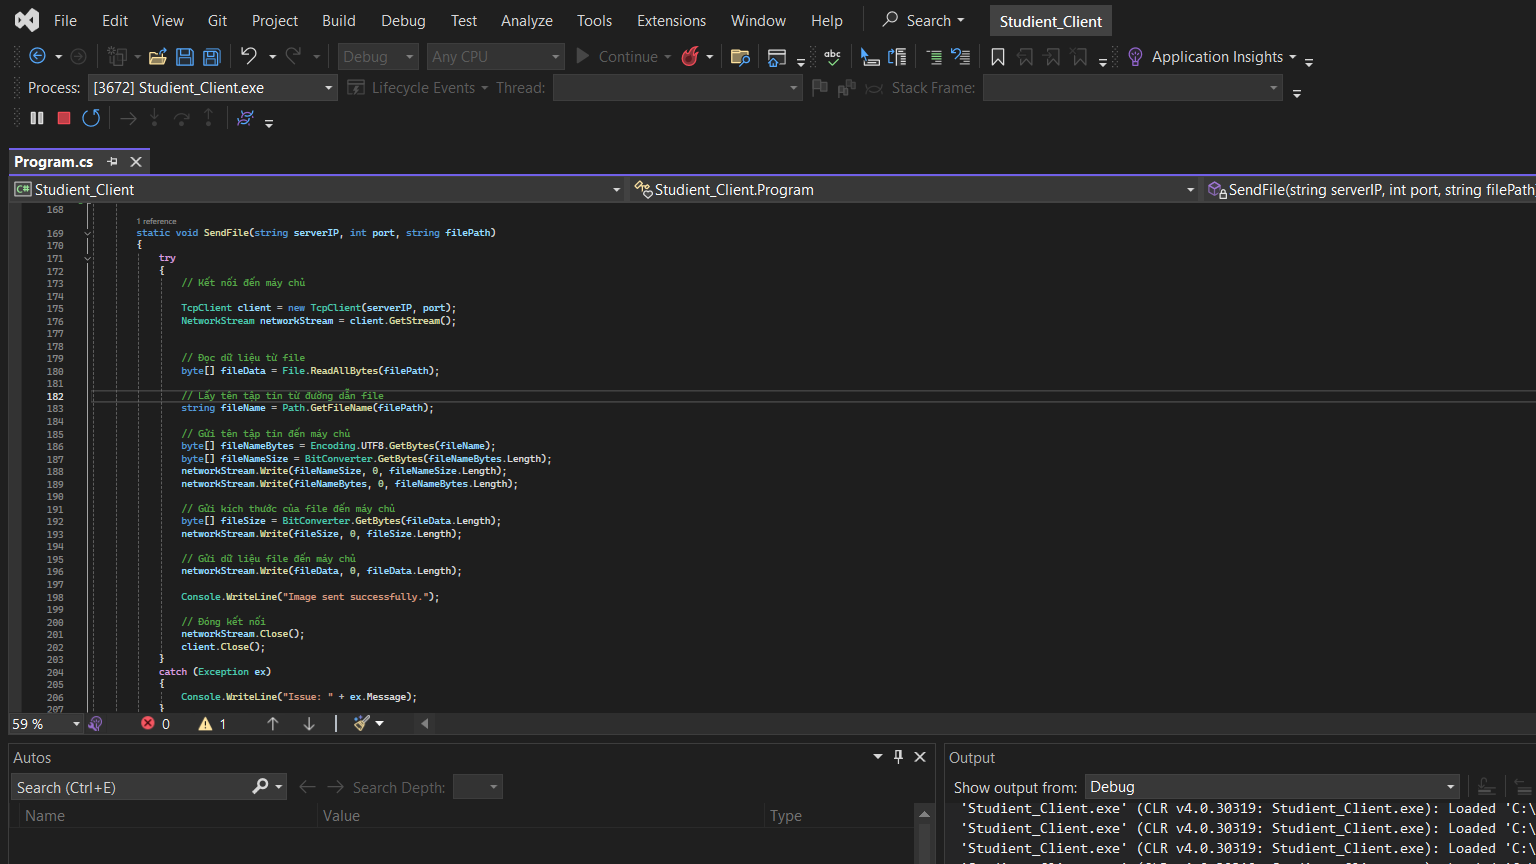 File Edit View Git Project Build Debug Test Analyze Tools Extensions Window Help Search Studient_Client
Debug Any CPU Continue abc Application Insights
Process: [3672] Studient_Client.exe Lifecycle Events Thread: Stack Frame:
Program.cs
C# Studient_Client Studient_Client.Program SendFile(string serverIP, int port, string filePath)
168
1 reference
169 static void SendFile(string serverIP, int port, string filePath)
170 {
171 try
172 {
173 // Kết nối đến máy chủ
174
175 TcpClient client = new TcpClient(serverIP, port);
176 NetworkStream networkStream = client.GetStream();
177
178
179 // Đọc dữ liệu từ file
180 byte[] fileData = File.ReadAllBytes(filePath);
181
182 // Lấy tên tập tin từ đường dẫn file
183 string fileName = Path.GetFileName(filePath);
184
185 // Gửi tên tập tin đến máy chủ
186 byte[] fileNameBytes = Encoding.UTF8.GetBytes(fileName);
187 byte[] fileNameSize = BitConverter.GetBytes(fileNameBytes.Length);
188 networkStream.Write(fileNameSize, 0, fileNameSize.Length);
189 networkStream.Write(fileNameBytes, 0, fileNameBytes.Length);
190
191 // Gửi kích thước của file đến máy chủ
192 byte[] fileSize = BitConverter.GetBytes(fileData.Length);
193 networkStream.Write(fileSize, 0, fileSize.Length);
194
195 // Gửi dữ liệu file đến máy chủ
196 networkStream.Write(fileData, 0, fileData.Length);
197
198 Console.WriteLine("Image sent successfully.");
199
200 // Đóng kết nối
201 networkStream.Close();
202 client.Close();
203 }
204 catch (Exception ex)
205 {
206 Console.WriteLine("Issue: " + ex.Message);
207 }
59 % 0 1
Autos
Search (Ctrl+E) Search Depth:
Name Value Type
Output
Show output from: Debug
'Studient_Client.exe' (CLR v4.0.30319: Studient_Client.exe): Loaded 'C:\
'Studient_Client.exe' (CLR v4.0.30319: Studient_Client.exe): Loaded 'C:\
'Studient_Client.exe' (CLR v4.0.30319: Studient_Client.exe): Loaded 'C:\